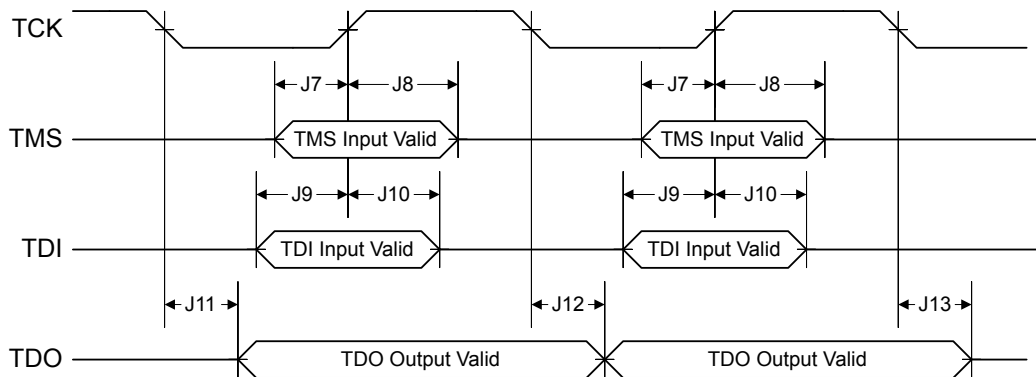 TCK
J7 J8 J7 J8
TMS TMS Input Valid TMS Input Valid
J9 J10 J9 J10
TDI TDI Input Valid TDI Input Valid
J11 J12 J13
TDO TDO Output Valid TDO Output Valid